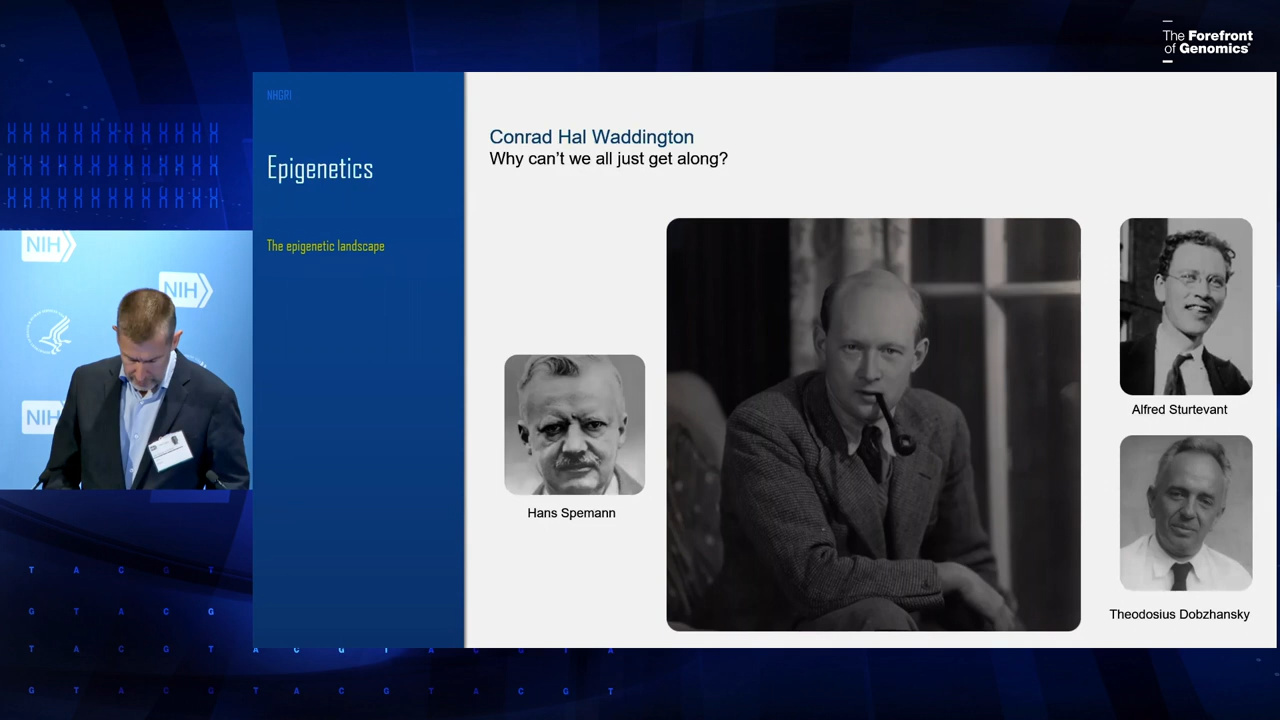 The Forefront
of Genomics®
NHGRI
Epigenetics
The epigenetic landscape
Conrad Hal Waddington
Why can't we all just get along?
Hans Spemann
Alfred Sturtevant
Theodosius Dobzhansky
NIH
NIH
NIH
T A C G T
G T A C G
T A C G T A C G T A C G T A
G T A C G T A C G T A C G T